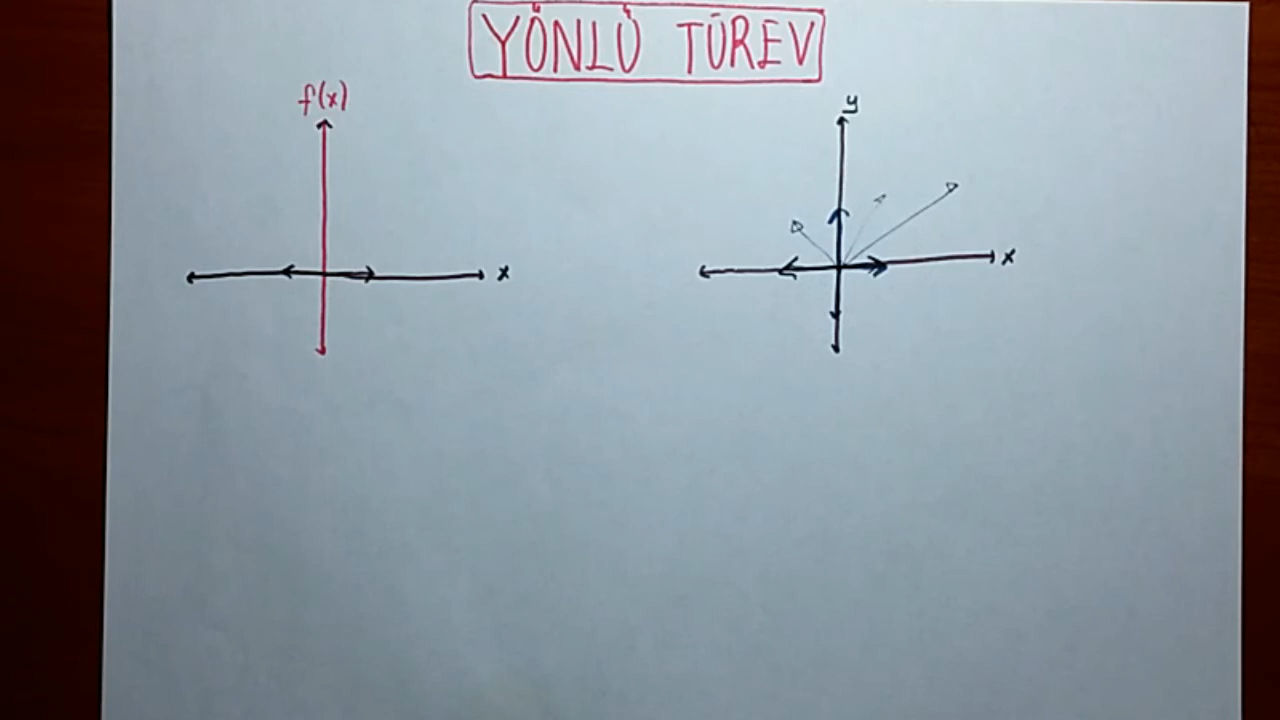 YÖNLÜ TÜREV
f(x)
x
y
x